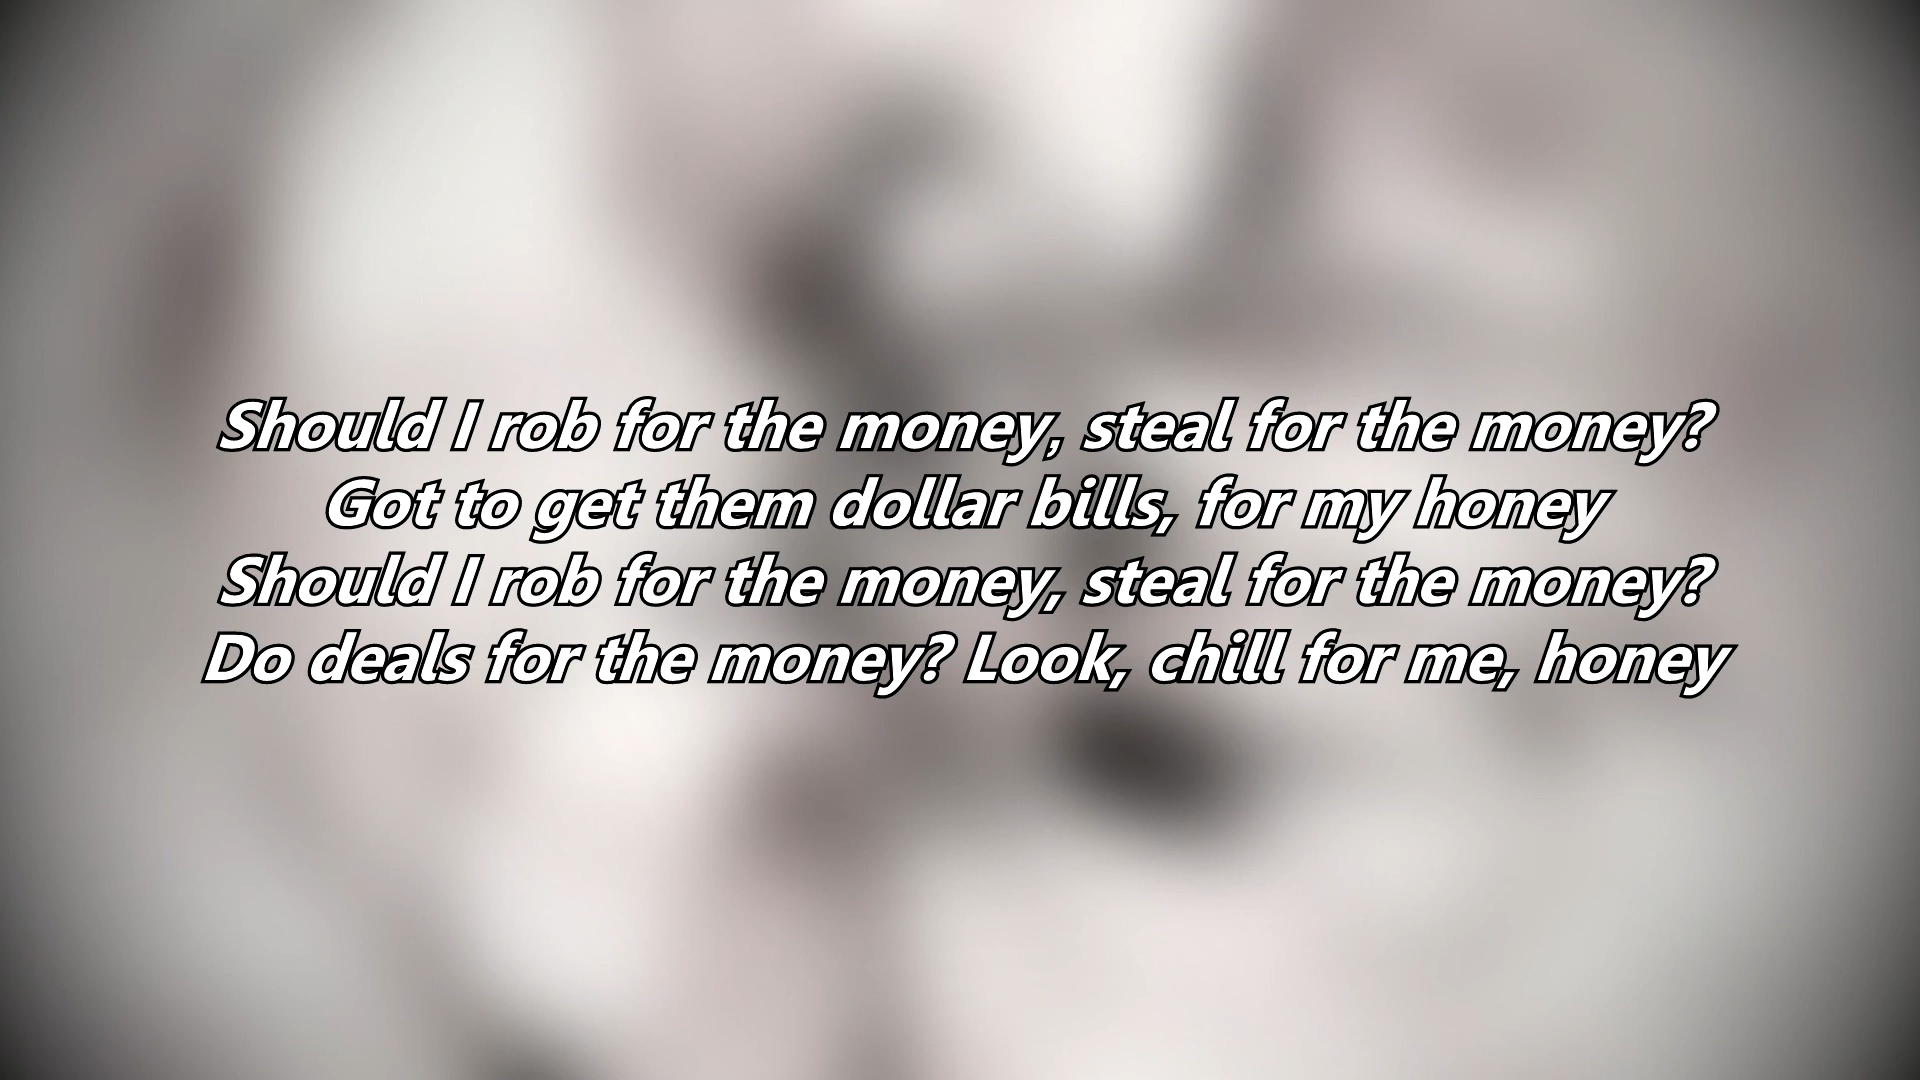 Should I rob for the money, steal for the money?
Got to get them dollar bills, for my honey
Should I rob for the money, steal for the money?
Do deals for the money? Look, chill for me, honey